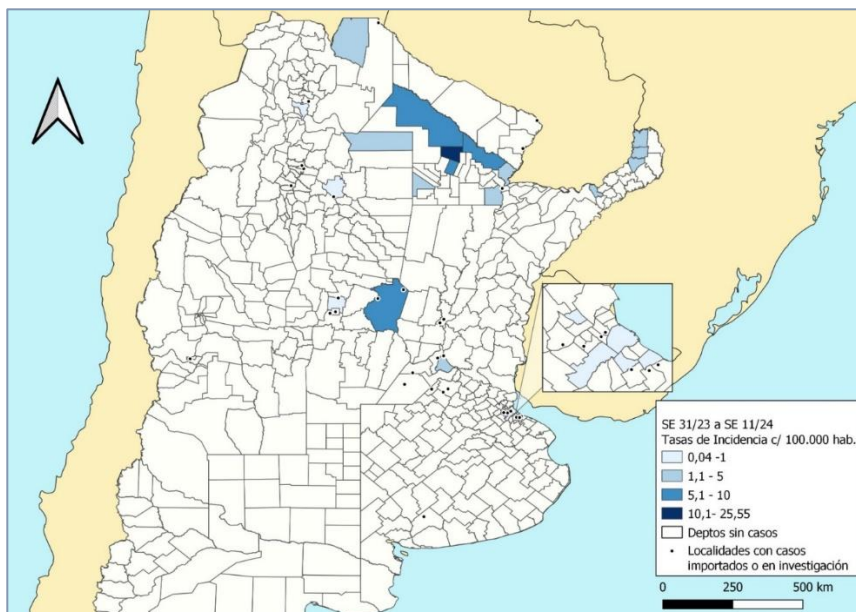 SE 31/23 a SE 11/24
Tasas de Incidencia c/ 100.000 hab.
0,04 -1
1,1 - 5
5,1 - 10
10,1- 25,55
Deptos sin casos
Localidades con casos
importados o en investigación
0 250 500 km